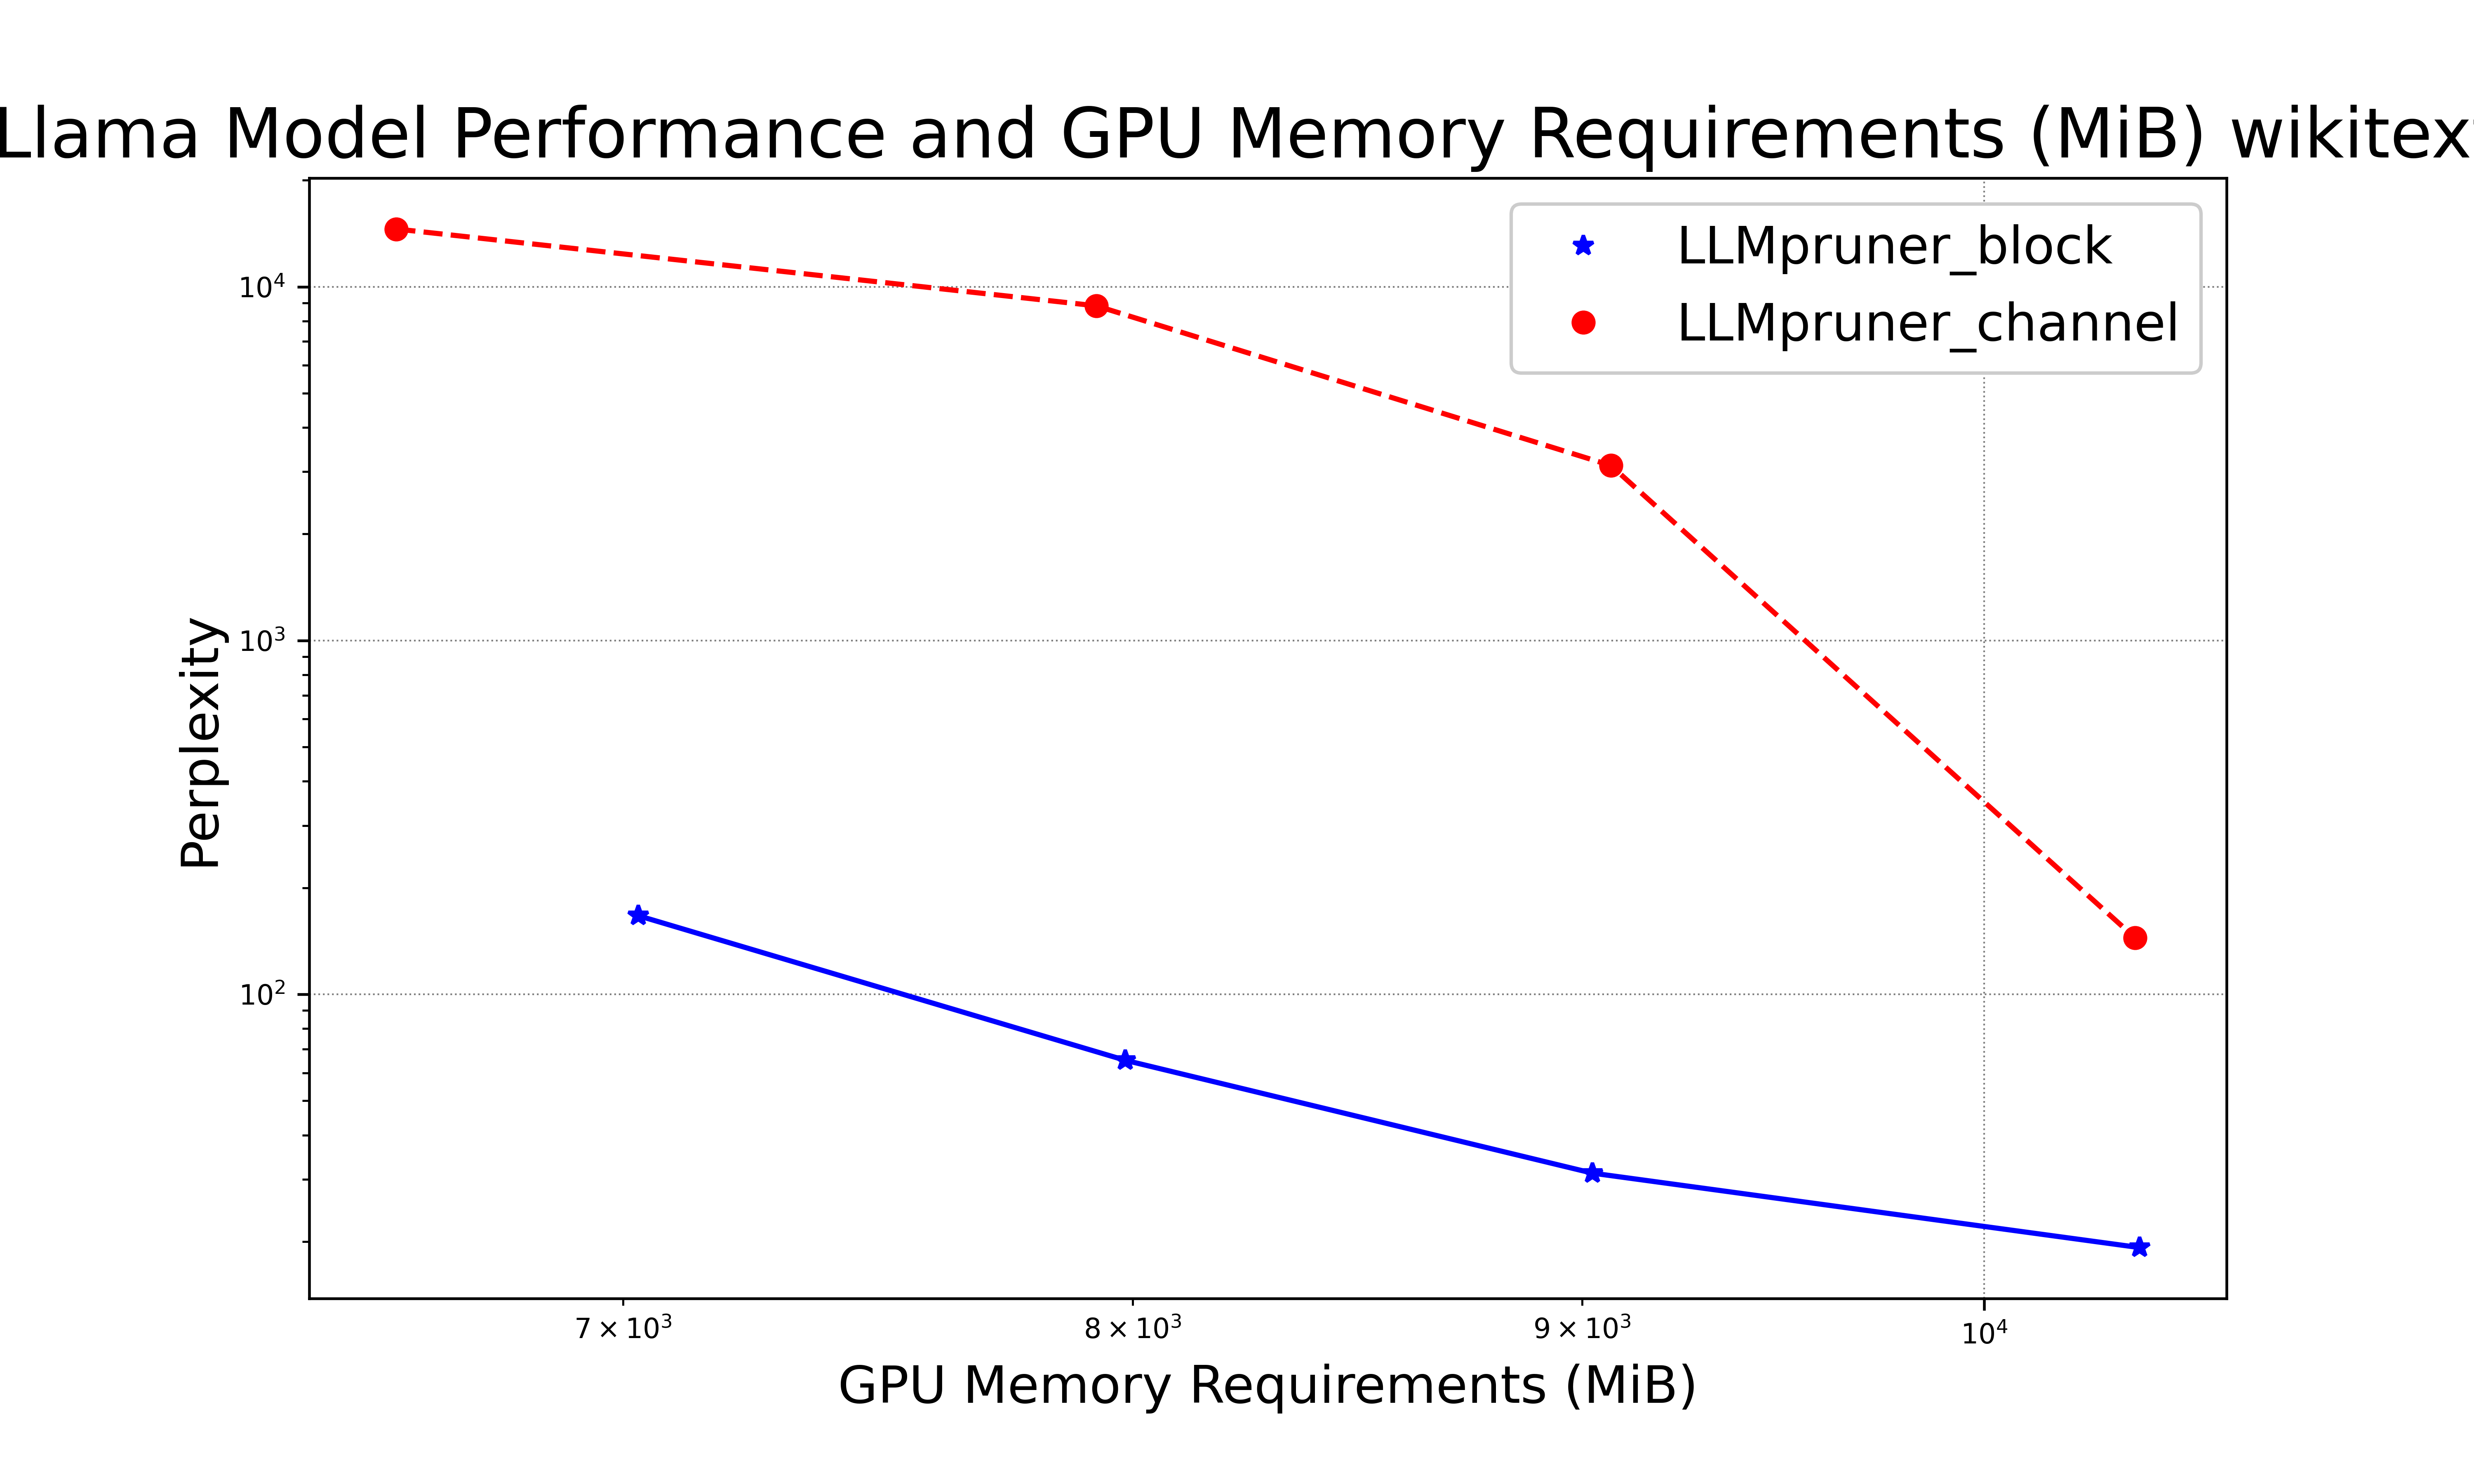 Llama Model Performance and GPU Memory Requirements (MiB)
LLMpruner_block
LLMpruner_channel
10⁴
10³
10²
Perplexity
7 × 10³ 8 × 10³ 9 × 10³ 10⁴
GPU Memory Requirements (MiB)